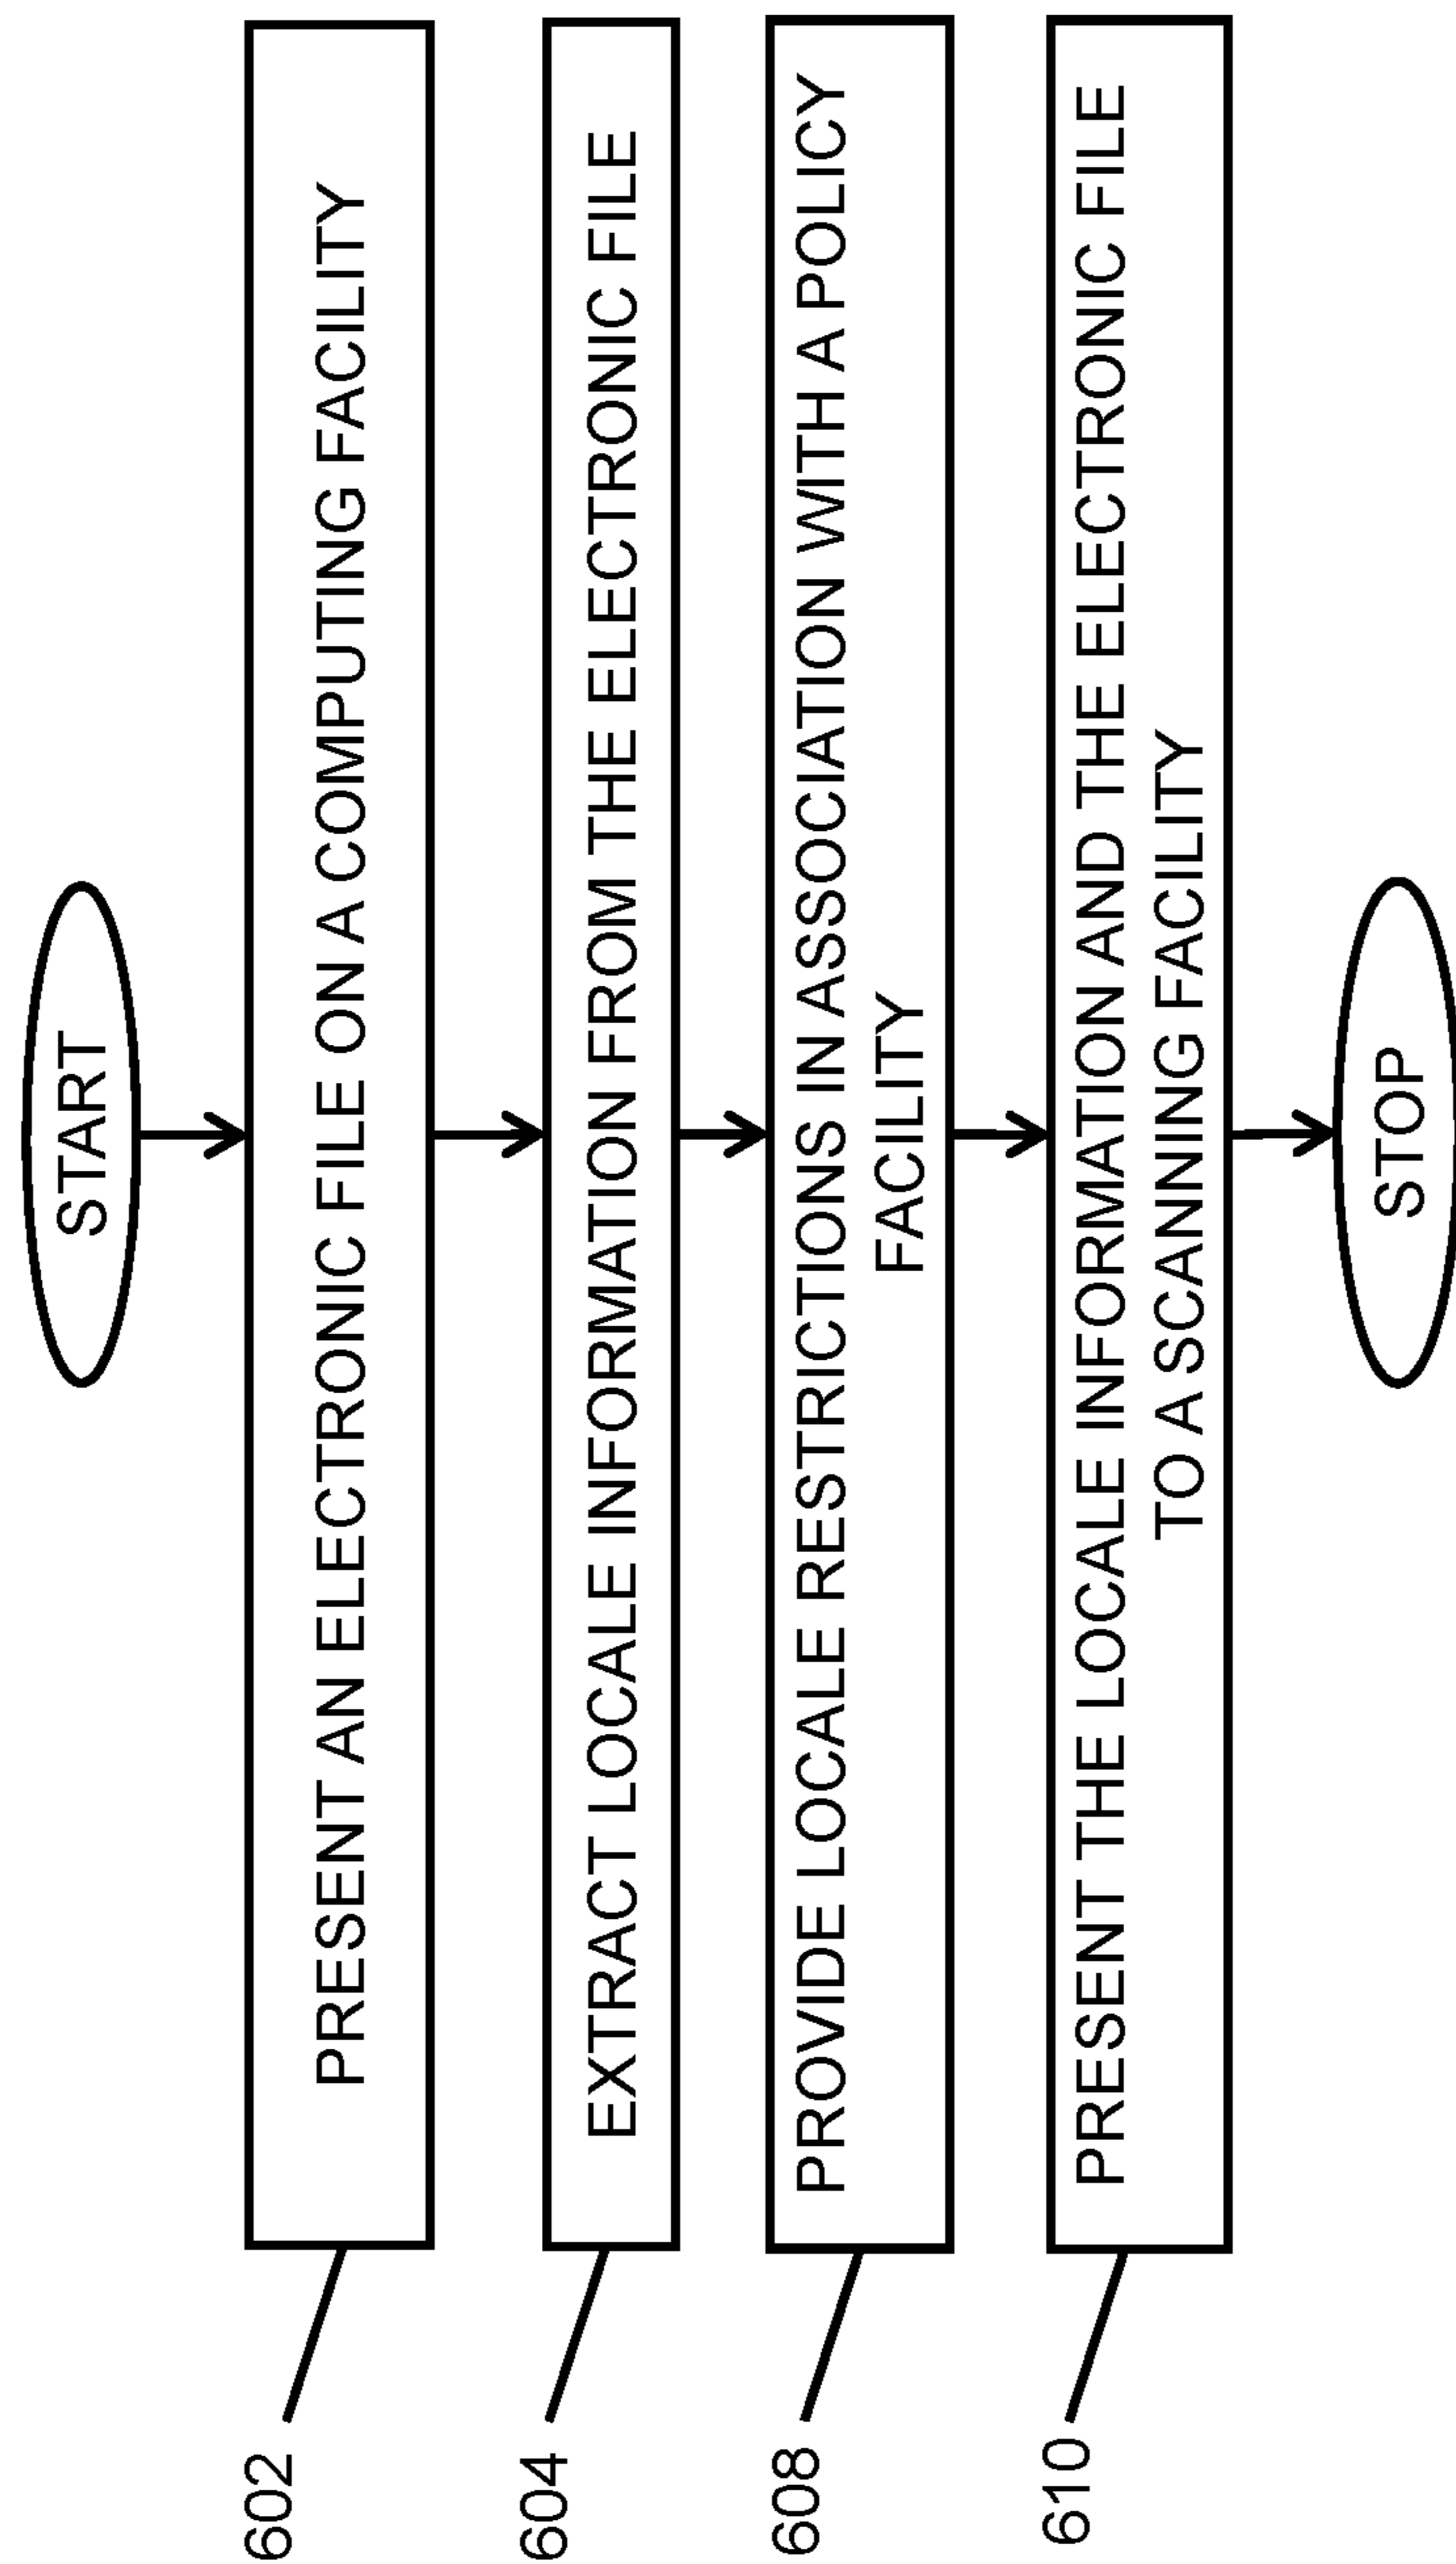 START
602
PRESENT AN ELECTRONIC FILE ON A COMPUTING FACILITY
604
EXTRACT LOCALE INFORMATION FROM THE ELECTRONIC FILE
608
PROVIDE LOCALE RESTRICTIONS IN ASSOCIATION WITH A POLICY
FACILITY
610
PRESENT THE LOCALE INFORMATION AND THE ELECTRONIC FILE
TO A SCANNING FACILITY
STOP